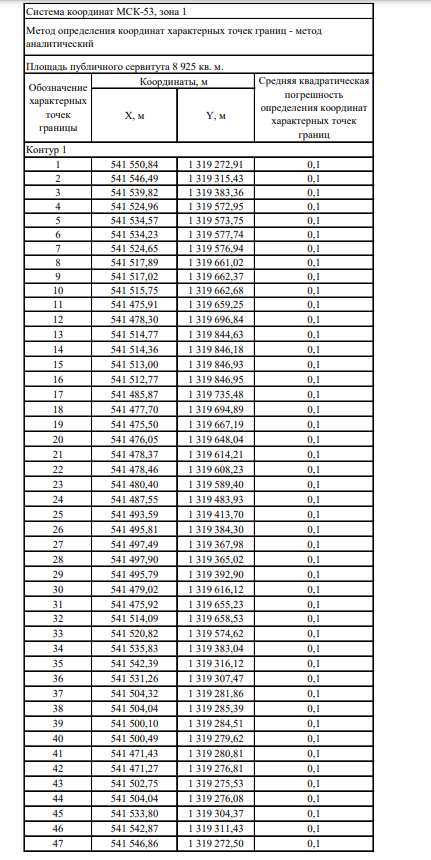 Система координат МСК-53, зона 1
Метод определения координат характерных точек границ - метод
аналитический
Площадь публичного сервитута 8 925 кв. м.
Обозначение характерных точек границы
Координаты, м
X, м
Y, м
Средняя квадратическая погрешность определения координат характерных точек границ
Контур 1
1 541 550,84 1 319 272,91 0,1
2 541 546,49 1 319 315,43 0,1
3 541 539,82 1 319 383,36 0,1
4 541 524,96 1 319 572,95 0,1
5 541 534,57 1 319 573,75 0,1
6 541 534,23 1 319 577,74 0,1
7 541 524,65 1 319 576,94 0,1
8 541 517,89 1 319 661,02 0,1
9 541 517,02 1 319 662,37 0,1
10 541 515,75 1 319 662,68 0,1
11 541 475,91 1 319 659,25 0,1
12 541 478,30 1 319 696,84 0,1
13 541 514,77 1 319 844,63 0,1
14 541 514,36 1 319 846,18 0,1
15 541 513,00 1 319 846,93 0,1
16 541 512,77 1 319 846,95 0,1
17 541 485,87 1 319 735,48 0,1
18 541 477,70 1 319 694,89 0,1
19 541 475,50 1 319 667,19 0,1
20 541 476,05 1 319 648,04 0,1
21 541 478,37 1 319 614,21 0,1
22 541 478,46 1 319 608,23 0,1
23 541 480,40 1 319 589,40 0,1
24 541 487,55 1 319 483,93 0,1
25 541 493,59 1 319 413,70 0,1
26 541 495,81 1 319 384,30 0,1
27 541 497,49 1 319 367,98 0,1
28 541 497,90 1 319 365,02 0,1
29 541 495,79 1 319 392,90 0,1
30 541 479,02 1 319 616,12 0,1
31 541 475,92 1 319 655,23 0,1
32 541 514,09 1 319 658,53 0,1
33 541 520,82 1 319 574,62 0,1
34 541 535,83 1 319 383,04 0,1
35 541 542,39 1 319 316,12 0,1
36 541 531,26 1 319 307,47 0,1
37 541 504,32 1 319 281,86 0,1
38 541 504,04 1 319 285,39 0,1
39 541 500,10 1 319 284,51 0,1
40 541 500,49 1 319 279,62 0,1
41 541 471,43 1 319 280,81 0,1
42 541 471,27 1 319 276,81 0,1
43 541 502,75 1 319 275,53 0,1
44 541 504,04 1 319 276,08 0,1
45 541 533,80 1 319 304,37 0,1
46 541 542,87 1 319 311,43 0,1
47 541 546,86 1 319 272,50 0,1